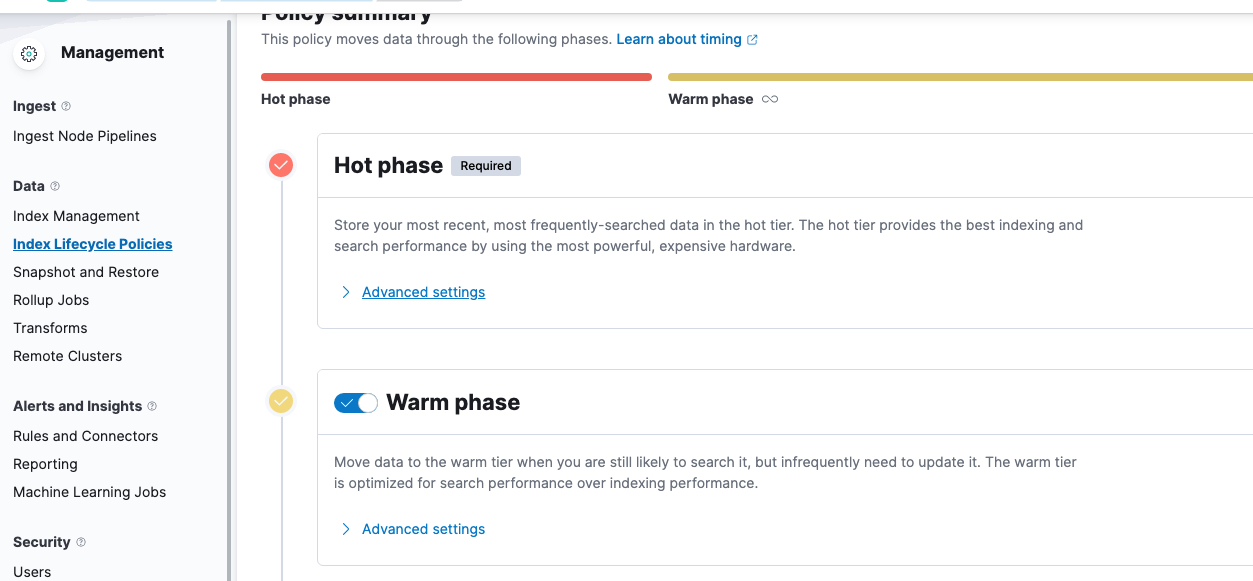 Policy summary
This policy moves data through the following phases. Learn about timing
Hot phase
Warm phase
Management
Ingest
Ingest Node Pipelines
Data
Index Management
Index Lifecycle Policies
Snapshot and Restore
Rollup Jobs
Transforms
Remote Clusters
Alerts and Insights
Rules and Connectors
Reporting
Machine Learning Jobs
Security
Users
Hot phase Required
Store your most recent, most frequently-searched data in the hot tier. The hot tier provides the best indexing and
search performance by using the most powerful, expensive hardware.
Advanced settings
Warm phase
Move data to the warm tier when you are still likely to search it, but infrequently need to update it. The warm tier
is optimized for search performance over indexing performance.
Advanced settings